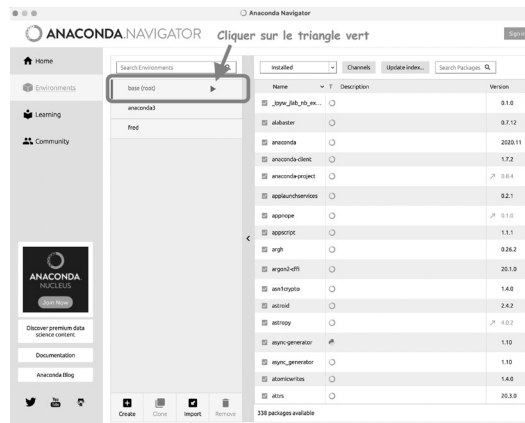 Anaconda Navigator
ANACONDA.NAVIGATOR
Cliquer sur le triangle vert
Sign in
Home
Environments
Learning
Community
Search Environments
base (root)
anaconda3
fred
Installed
Channels
Update index...
Search Packages
Name T Description Version
_ipyw_jlab_nb_ex... 0.1.0
alabaster 0.7.12
anaconda 2020.11
anaconda-client 1.7.2
anaconda-project 0.8.4
applaunchservices 0.2.1
appnope 0.1.0
appscript 1.1.1
argh 0.26.2
argon2-cffi 20.1.0
asn1crypto 1.4.0
astroid 2.4.2
astropy 4.0.2
async-generator 1.10
async_generator 1.10
atomicwrites 1.4.0
attrs 20.3.0
ANACONDA.
NUCLEUS
Join Now
Discover premium data
science content
Documentation
Anaconda Blog
You
Tube
Create
Clone
Import
Remove
338 packages available